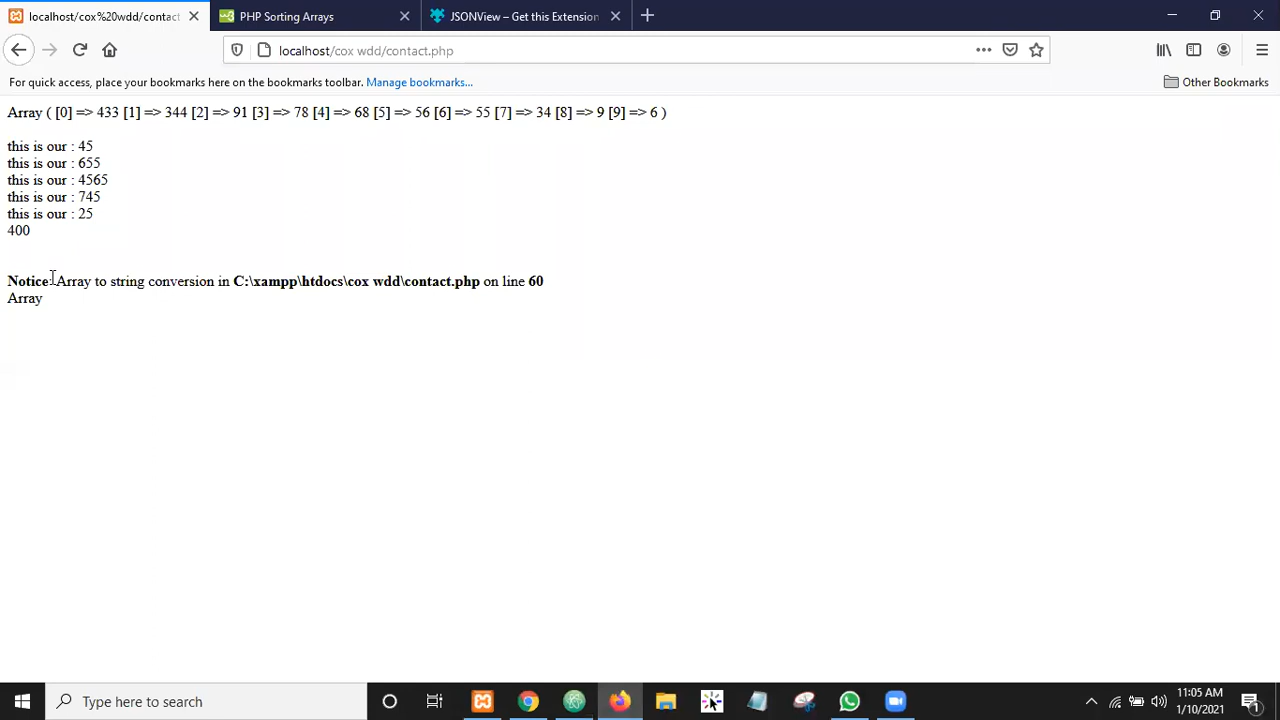 localhost/cox%20wdd/contact
PHP Sorting Arrays
JSONView – Get this Extension
localhost/cox wdd/contact.php
For quick access, place your bookmarks here on the bookmarks toolbar. Manage bookmarks...
Other Bookmarks
Array ( [0] => 433 [1] => 344 [2] => 91 [3] => 78 [4] => 68 [5] => 56 [6] => 55 [7] => 34 [8] => 9 [9] => 6 )
this is our : 45
this is our : 655
this is our : 4565
this is our : 745
this is our : 25
400
Notice: Array to string conversion in C:\xampp\htdocs\cox wdd\contact.php on line 60
Array
Type here to search
11:05 AM
1/10/2021
1